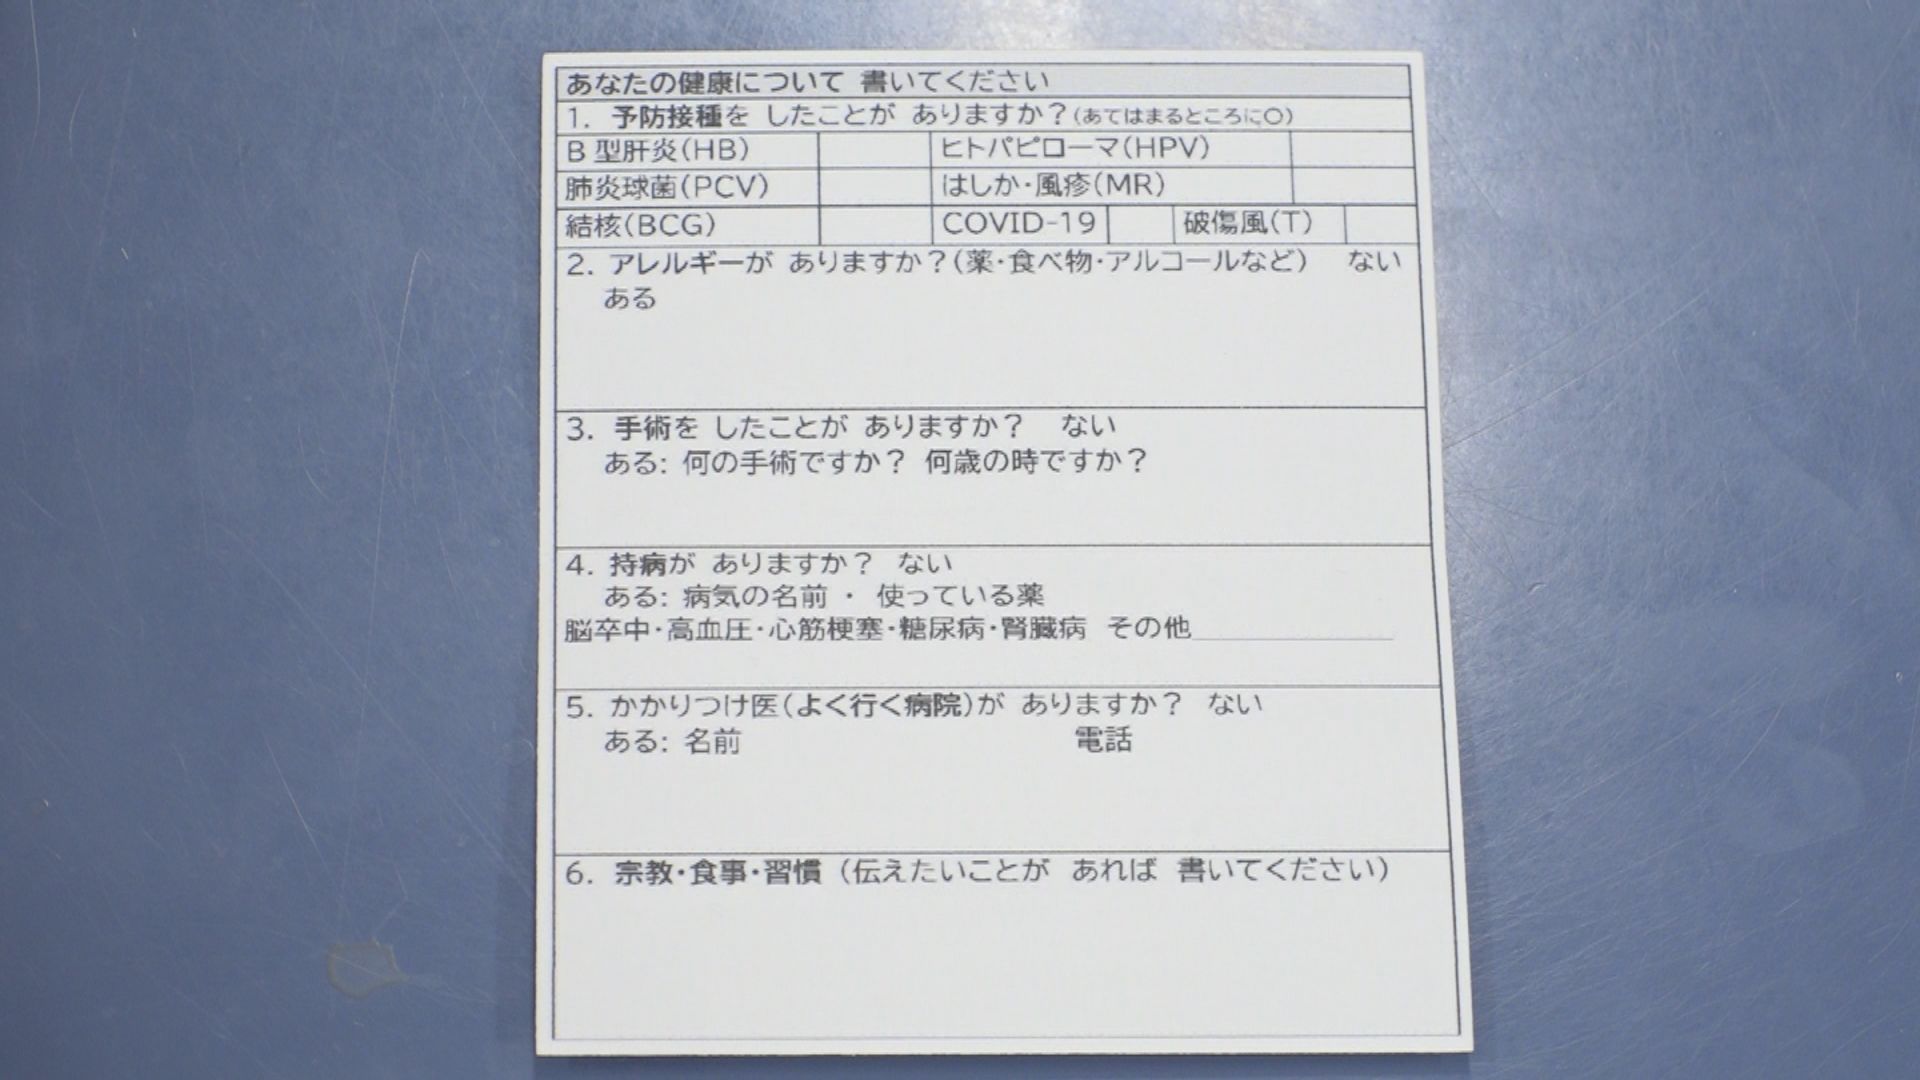 あなたの健康について 書いてください
1. 予防接種を したことが ありますか？(あてはまるところに〇)
B 型肝炎(HB) ヒトパピローマ(HPV)
肺炎球菌(PCV) はしか・風疹(MR)
結核(BCG) COVID-19 破傷風(T)
2. アレルギーが ありますか？(薬・食べ物・アルコールなど) ない
ある
3. 手術を したことが ありますか？ ない
ある: 何の手術ですか？ 何歳の時ですか？
4. 持病が ありますか？ ない
ある: 病気の名前 ・ 使っている薬
脳卒中・高血圧・心筋梗塞・糖尿病・腎臓病 その他
5. かかりつけ医(よく行く病院)が ありますか？ ない
ある: 名前 電話
6. 宗教・食事・習慣 (伝えたいことが あれば 書いてください)